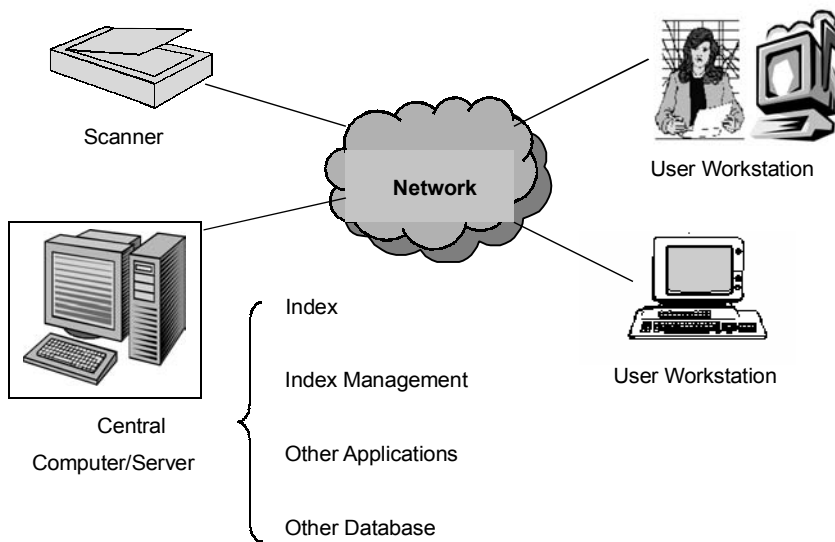 Scanner
User Workstation
Network
Index
User Workstation
Index Management
Central
Computer/Server
Other Applications
Other Database